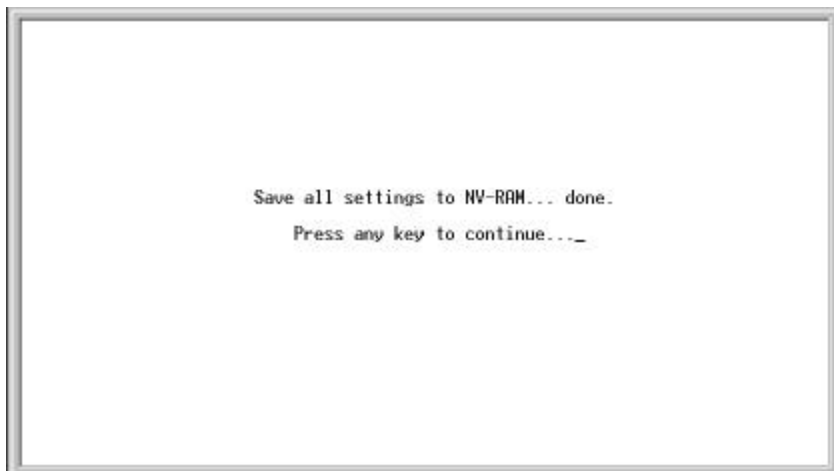 Save all settings to NV-RAM... done.
Press any key to continue..._